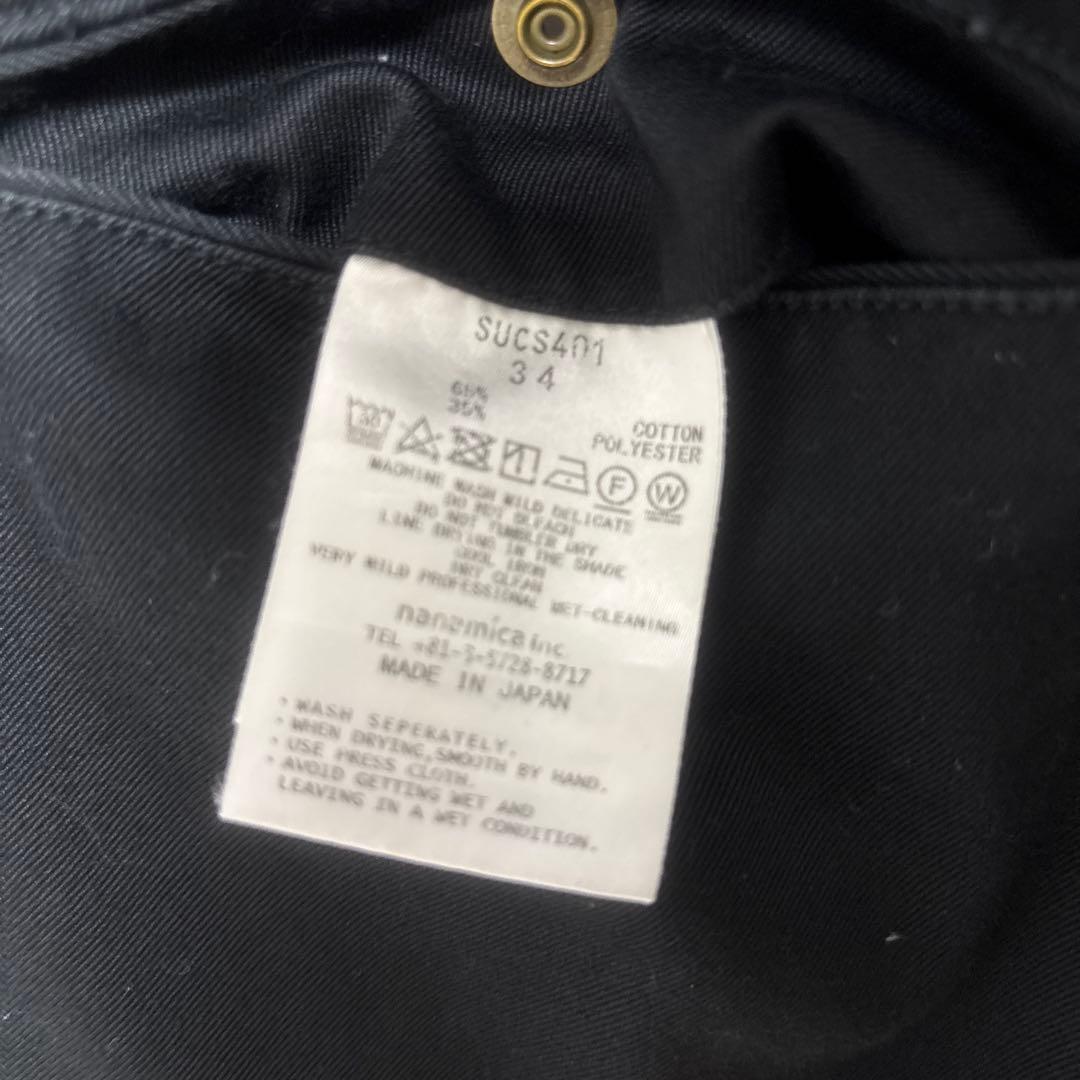 SUCS401
34
65% COTTON
35% POLYESTER
40
F W
MACHINE WASH MILD DELICATE
DO NOT BLEACH
DO NOT TUMBLER DRY
LINE DRYING IN THE SHADE
COOL IRON
DRY CLEAN
VERY MILD PROFESSIONAL WET-CLEANING
nanamica inc.
TEL +81-3-5728-8717
MADE IN JAPAN
・WASH SEPERATELY.
・WHEN DRYING,SMOOTH BY HAND.
・USE PRESS CLOTH.
・AVOID GETTING WET AND
LEAVING IN A WET CONDITION.